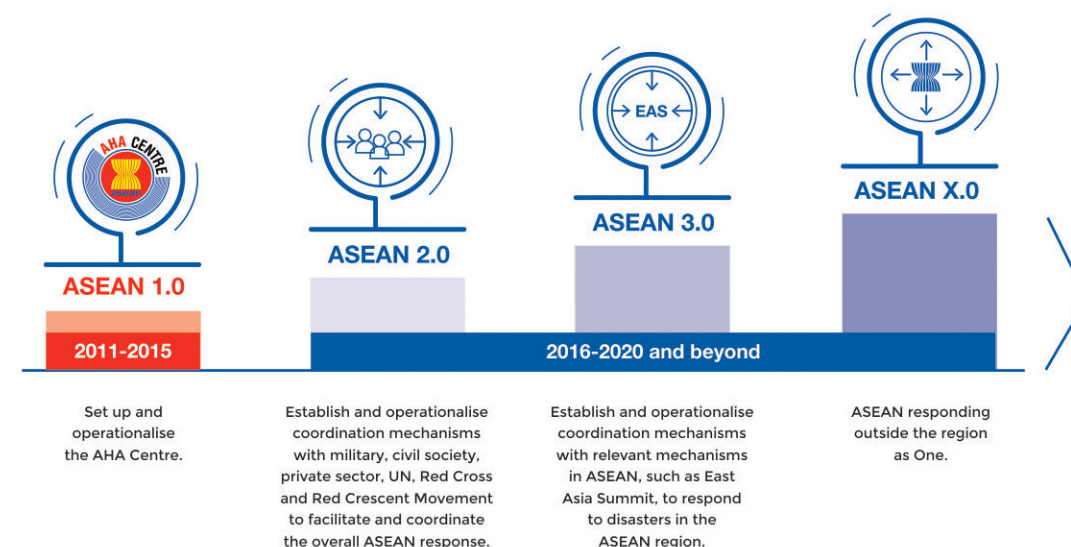 AHA CENTRE
asean
ASEAN 1.0
2011-2015
Set up and
operationalise
the AHA Centre.
ASEAN 2.0
Establish and operationalise
coordination mechanisms
with military, civil society,
private sector, UN, Red Cross
and Red Crescent Movement
to facilitate and coordinate
the overall ASEAN response.
EAS
ASEAN 3.0
2016-2020 and beyond
Establish and operationalise
coordination mechanisms
with relevant mechanisms
in ASEAN, such as East
Asia Summit, to respond
to disasters in the
ASEAN region.
ASEAN X.0
ASEAN responding
outside the region
as One.